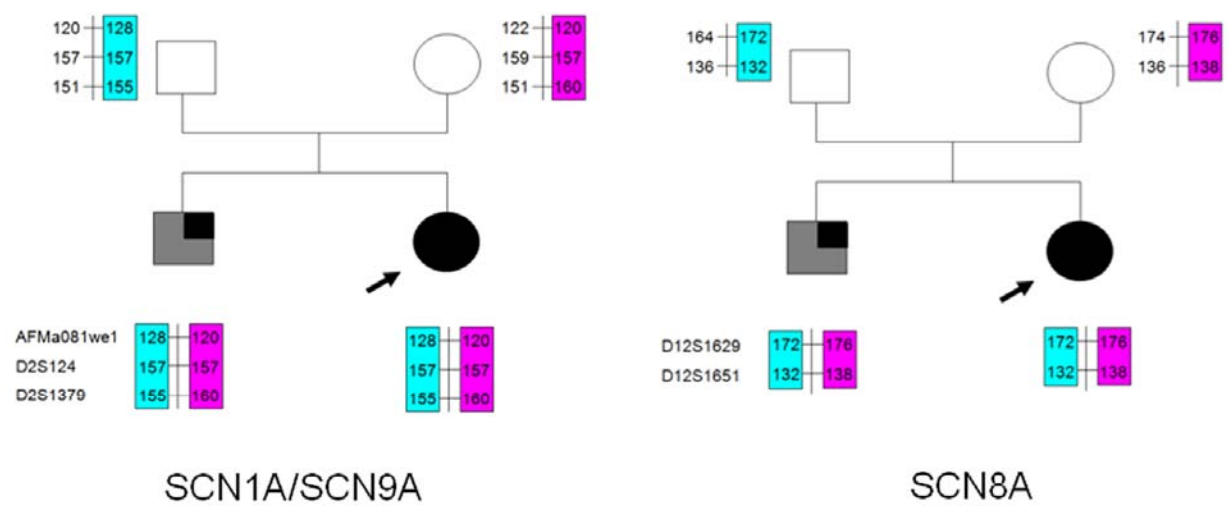 120 128
157 157
151 155
122 120
159 157
151 160
AFMa081we1 128 120
D2S124 157 157
D2S1379 155 160
128 120
157 157
155 160
SCN1A/SCN9A
164 172
136 132
174 176
136 138
D12S1629 172 176
D12S1651 132 138
172 176
132 138
SCN8A